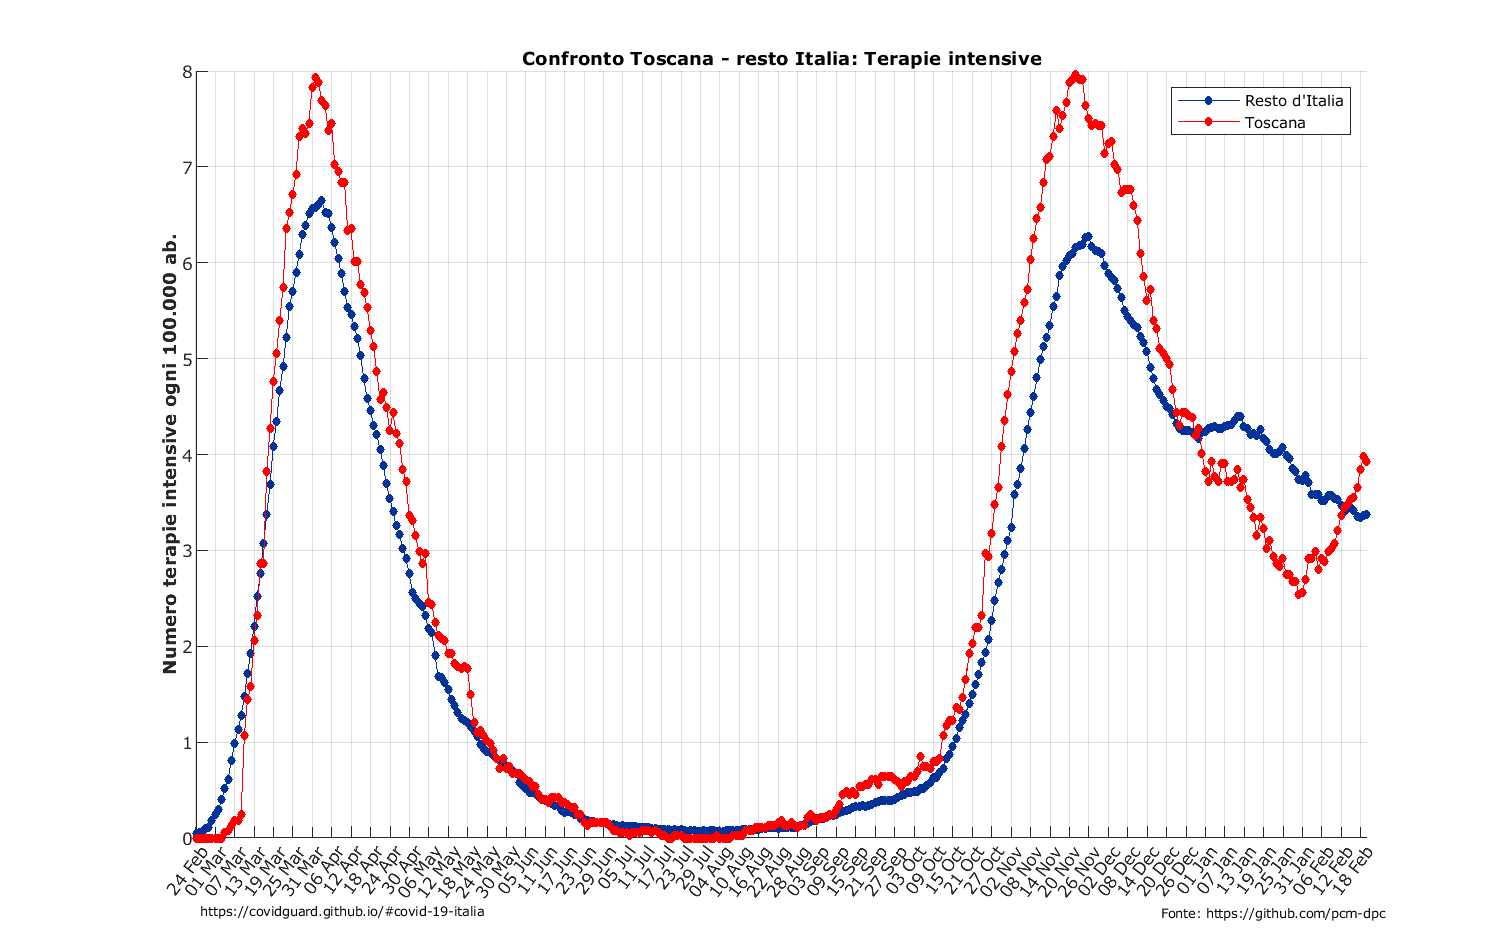 Confronto Toscana - resto Italia: Terapie intensive
Resto d'Italia
Toscana
Numero terapie intensive ogni 100.000 ab.
8
7
6
5
4
3
2
1
0
24 Feb
01 Mar
07 Mar
13 Mar
19 Mar
25 Mar
31 Mar
06 Apr
12 Apr
18 Apr
24 Apr
30 Apr
06 May
12 May
18 May
24 May
30 May
05 Jun
11 Jun
17 Jun
23 Jun
29 Jun
05 Jul
11 Jul
17 Jul
23 Jul
29 Jul
04 Aug
10 Aug
16 Aug
22 Aug
28 Aug
03 Sep
09 Sep
15 Sep
21 Sep
27 Sep
03 Oct
09 Oct
15 Oct
21 Oct
27 Oct
02 Nov
08 Nov
14 Nov
20 Nov
26 Nov
02 Dec
08 Dec
14 Dec
20 Dec
26 Dec
01 Jan
07 Jan
13 Jan
19 Jan
25 Jan
31 Jan
06 Feb
12 Feb
18 Feb
https://covidguard.github.io/#covid-19-italia
Fonte: https://github.com/pcm-dpc